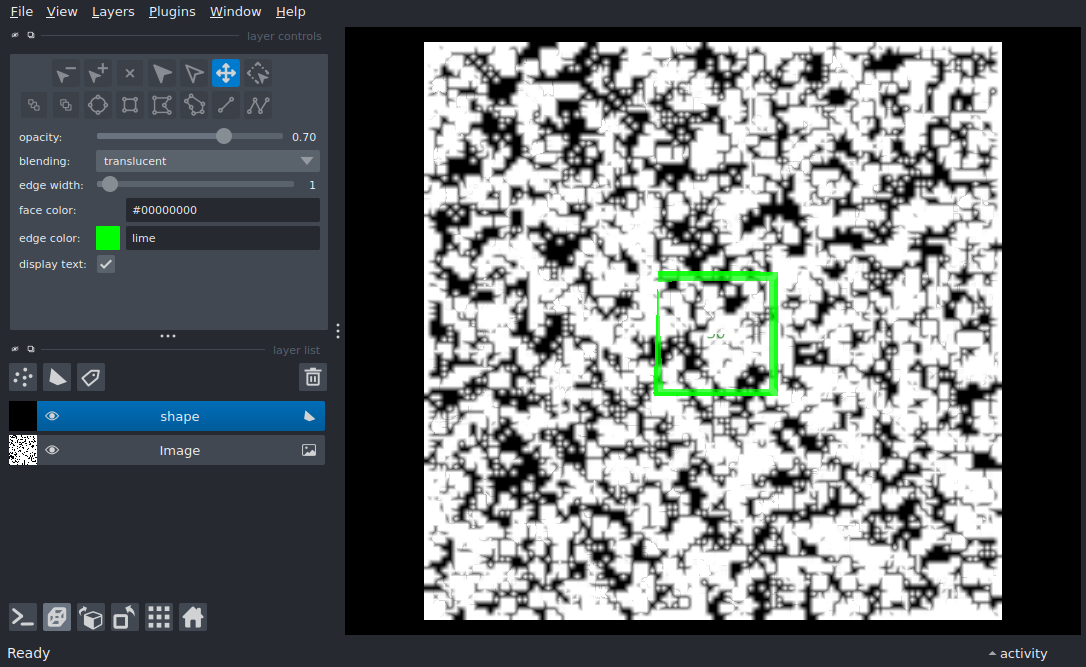 File View Layers Plugins Window Help
layer controls
opacity: 0.70
blending: translucent
edge width: 1
face color: #00000000
edge color: lime
display text:
layer list
shape
Image
Ready
activity